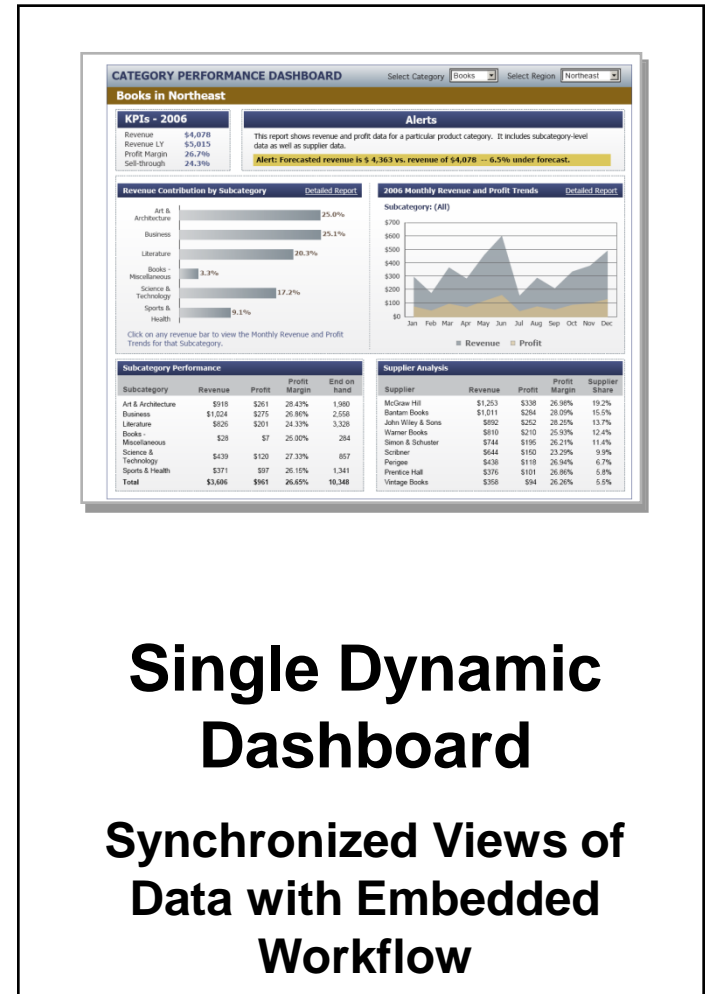 CATEGORY PERFORMANCE DASHBOARD
Select Category Books Select Region Northeast
Books in Northeast
KPIs - 2006
Revenue $4,078
Revenue LY $5,015
Profit Margin 26.7%
Sell-through 24.3%
Alerts
This report shows revenue and profit data for a particular product category. It includes subcategory-level
data as well as supplier data.
Alert: Forecasted revenue is $ 4,363 vs. revenue of $4,078 -- 6.5% under forecast.
Revenue Contribution by Subcategory Detailed Report
Art &
Architecture
25.0%
Business 25.1%
Literature 20.3%
Books -
Miscellaneous
3.3%
Science &
Technology
17.2%
Sports &
Health
9.1%
Click on any revenue bar to view the Monthly Revenue and Profit
Trends for that Subcategory.
2006 Monthly Revenue and Profit Trends Detailed Report
Subcategory: (All)
$700
$600
$500
$400
$300
$200
$100
$0
Jan Feb Mar Apr May Jun Jul Aug Sep Oct Nov Dec
Revenue Profit
Subcategory Performance
Subcategory Revenue Profit Profit Margin End on hand
Art & Architecture $918 $261 28.43% 1,980
Business $1,024 $275 26.86% 2,558
Literature $826 $201 24.33% 3,328
Books -
Miscellaneous $28 $7 25.00% 284
Science &
Technology $439 $120 27.33% 857
Sports & Health $371 $97 26.15% 1,341
Total $3,606 $961 26.65% 10,348
Supplier Analysis
Supplier Revenue Profit Profit Margin Supplier Share
McGraw Hill $1,253 $338 26.98% 19.2%
Bantam Books $1,011 $284 28.09% 15.5%
John Wiley & Sons $892 $252 28.25% 13.7%
Warner Books $810 $210 25.93% 12.4%
Simon & Schuster $744 $195 26.21% 11.4%
Scribner $644 $150 23.29% 9.9%
Perigee $438 $118 26.94% 6.7%
Prentice Hall $376 $101 26.86% 5.8%
Vintage Books $358 $94 26.26% 5.5%
Single Dynamic
Dashboard
Synchronized Views of
Data with Embedded
Workflow